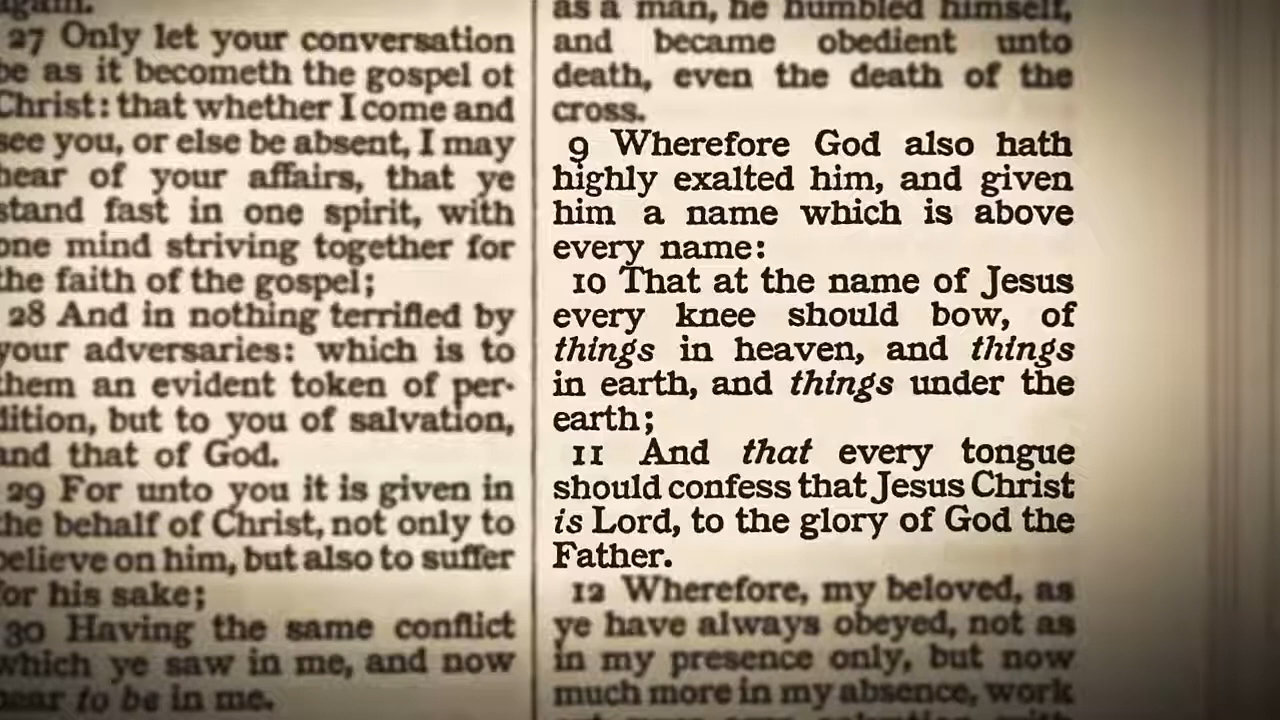 again.
27 Only let your conversation
be as it becometh the gospel of
Christ: that whether I come and
see you, or else be absent, I may
hear of your affairs, that ye
stand fast in one spirit, with
one mind striving together for
the faith of the gospel;
28 And in nothing terrified by
your adversaries: which is to
them an evident token of per-
dition, but to you of salvation,
and that of God.
29 For unto you it is given in
the behalf of Christ, not only to
believe on him, but also to suffer
for his sake;
30 Having the same conflict
which ye saw in me, and now
hear to be in me.
as a man, he humbled himself,
and became obedient unto
death, even the death of the
cross.
9 Wherefore God also hath
highly exalted him, and given
him a name which is above
every name:
10 That at the name of Jesus
every knee should bow, of
things in heaven, and things
in earth, and things under the
earth;
11 And that every tongue
should confess that Jesus Christ
is Lord, to the glory of God the
Father.
12 Wherefore, my beloved, as
ye have always obeyed, not as
in my presence only, but now
much more in my absence, work